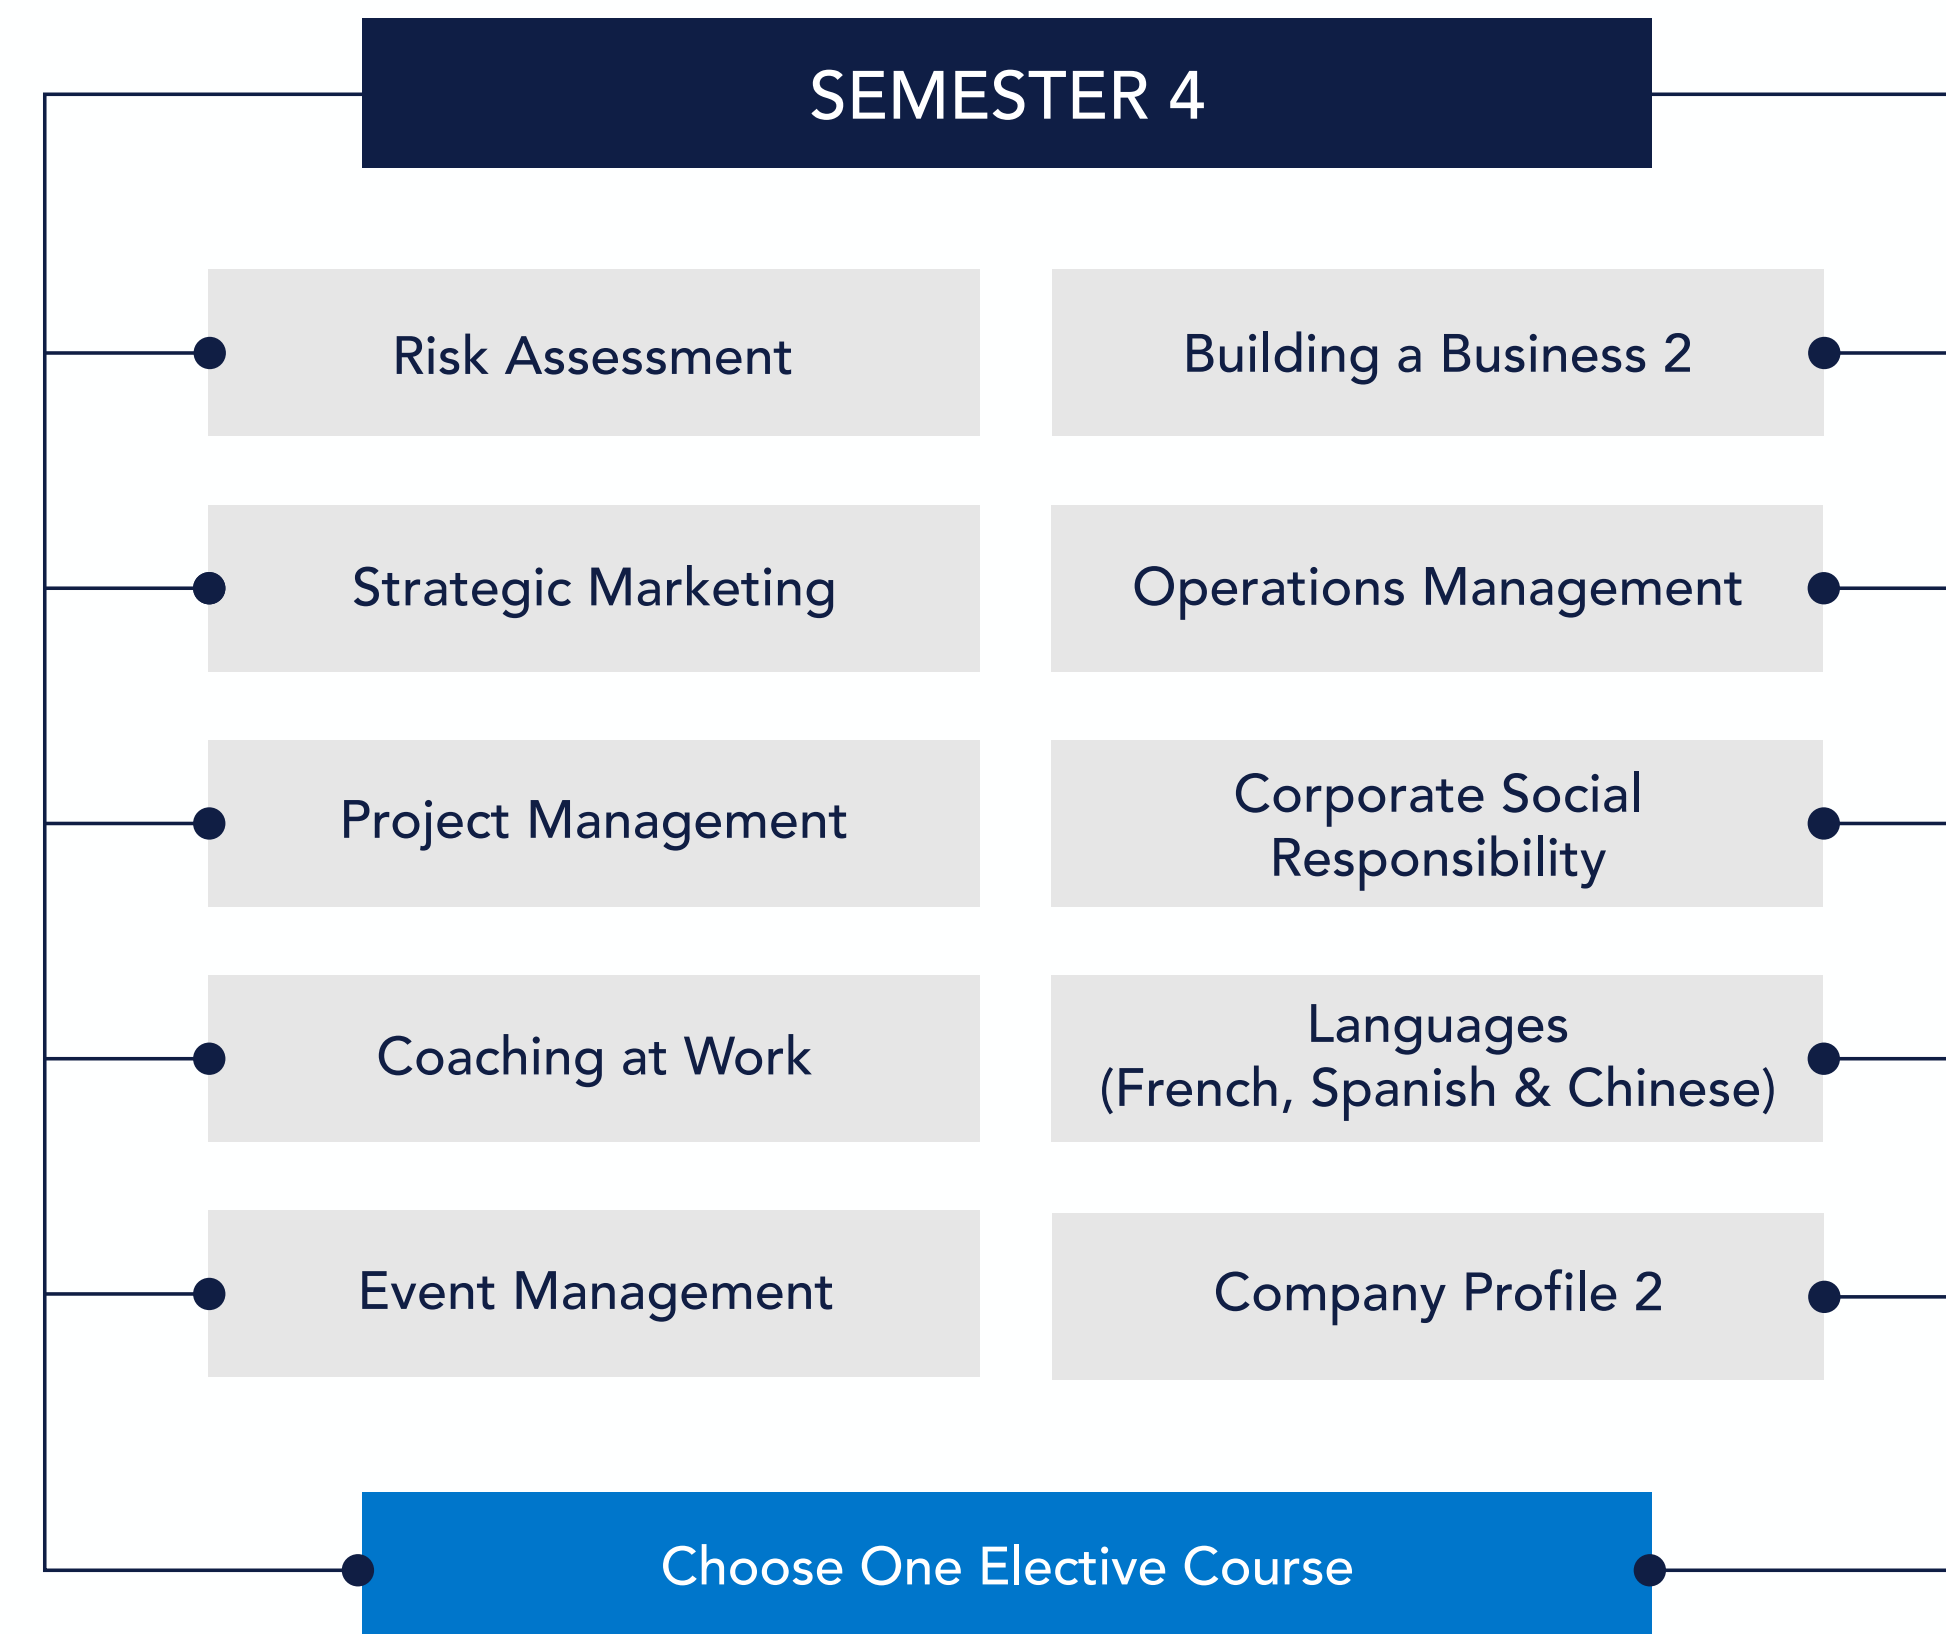 SEMESTER 4
Risk Assessment
Building a Business 2
Strategic Marketing
Operations Management
Project Management
Corporate Social
Responsibility
Coaching at Work
Languages
(French, Spanish & Chinese)
Event Management
Company Profile 2
Choose One Elective Course